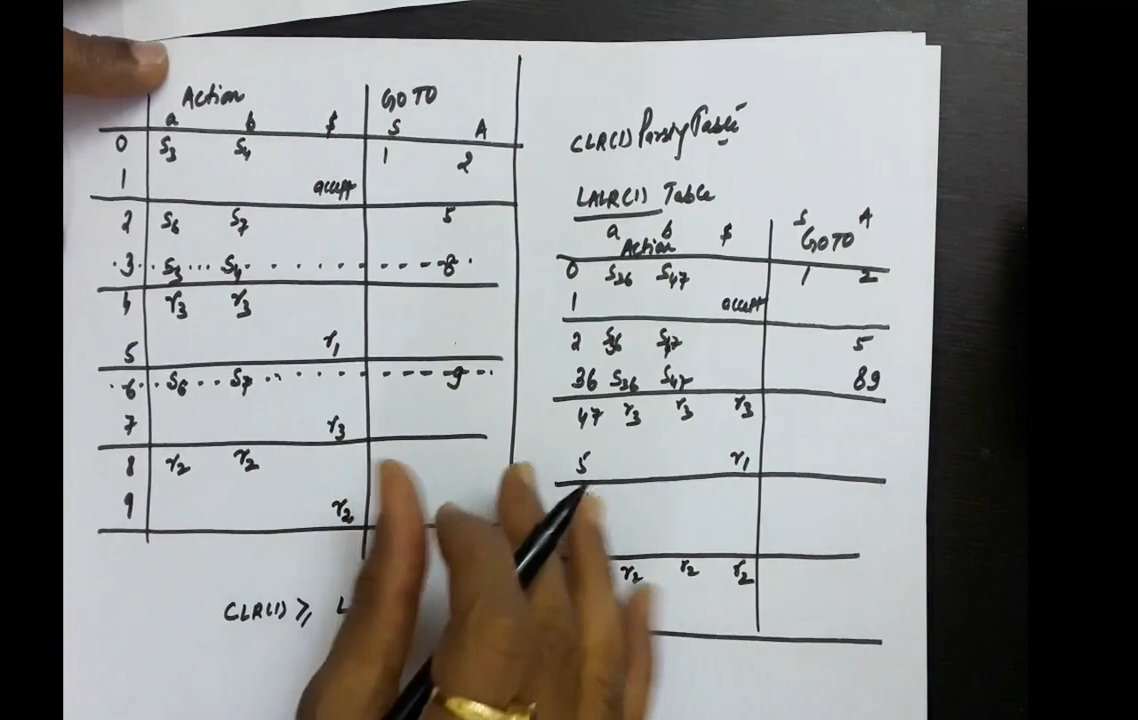 Action GOTO
a b $ S A
0 S3 S4 1 2
1 accept
2 S6 S7 5
3 S3 S4 8
4 r3 r3
5 r1
6 S6 S7 9
7 r3
8 r2 r2
9 r2
CLR(1) ⩾
CLR(1) Parsing Table
LALR(1) Table
a b $ S A
Action GOTO
0 S36 S47 1 2
1 accept
2 S36 S47 5
36 S36 S47 89
47 r3 r3 r3
5 r1
r2 r2 r2